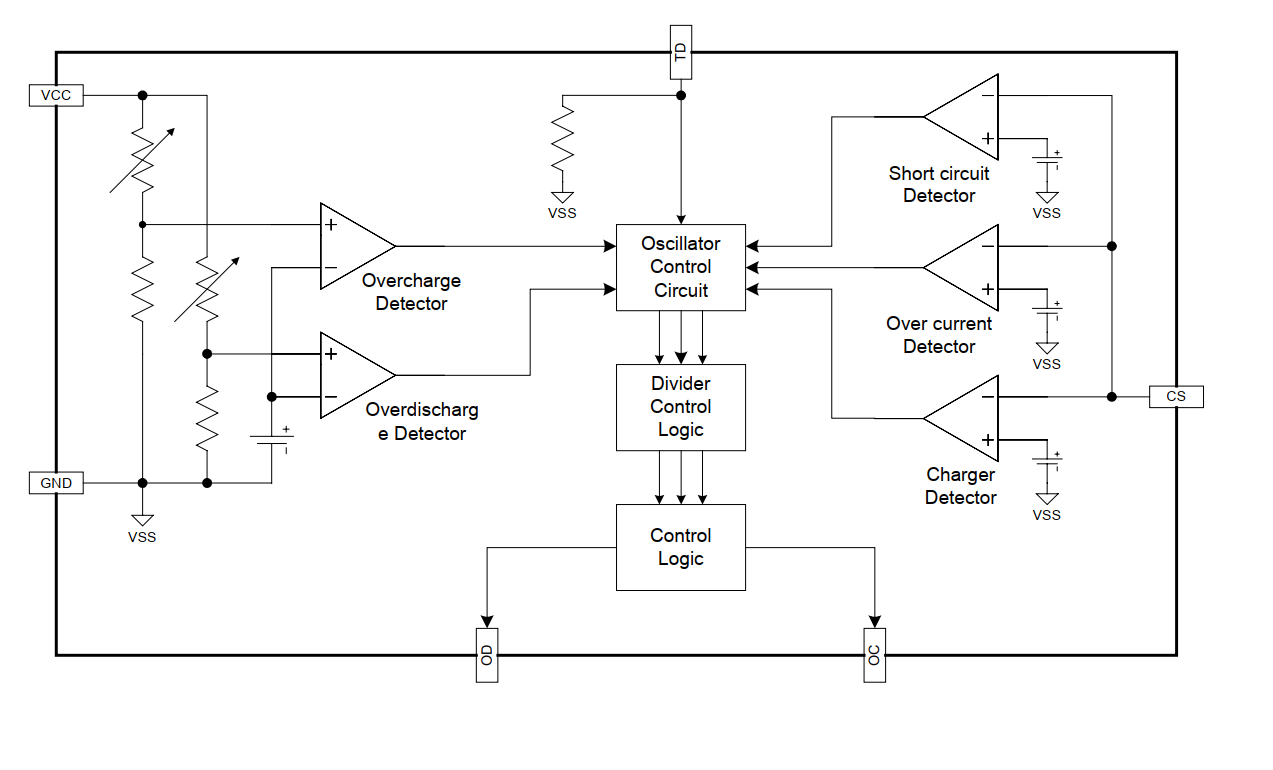 TD
VCC
Short circuit
Detector
VSS
VSS
Oscillator
Control
Circuit
Overcharge
Detector
Over current
Detector
VSS
Divider
Control
Logic
CS
Overdischarg
e Detector
GND
Charger
Detector
VSS
VSS
Control
Logic
OD
OC